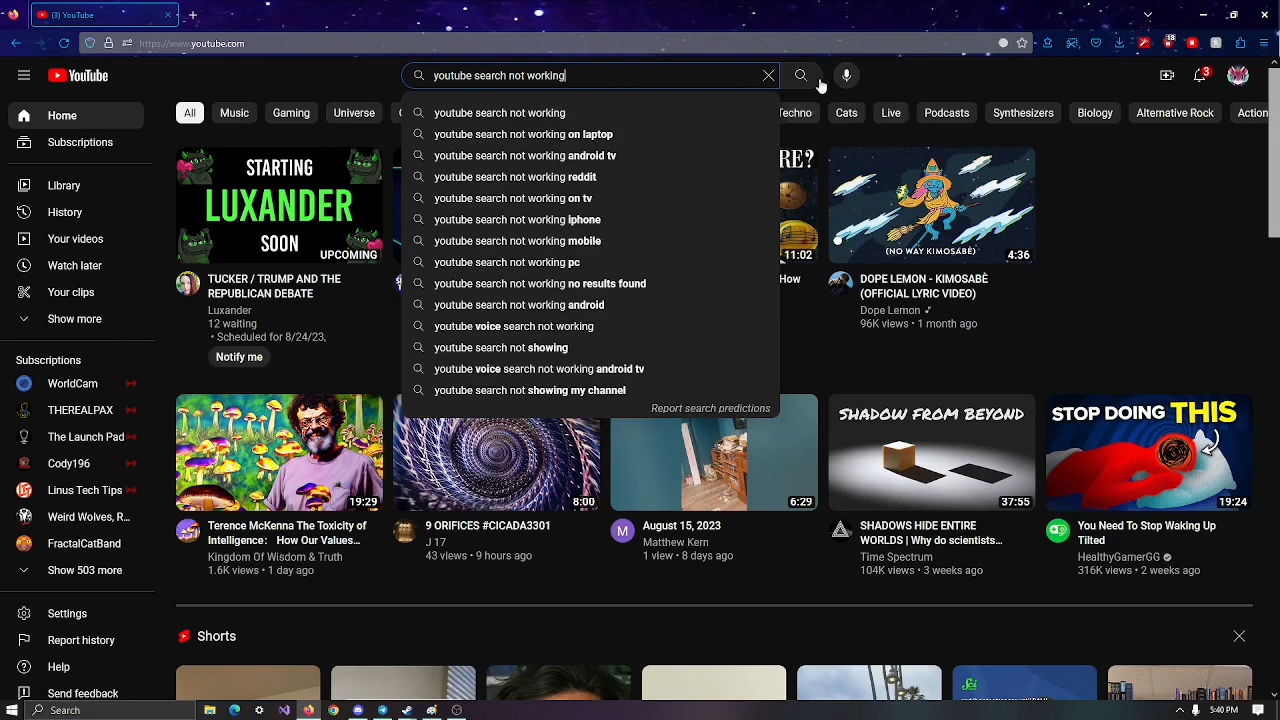 (3) YouTube
https://www.youtube.com
18
YouTube
youtube search not working
3
All
Music
Gaming
Universe
Techno
Cats
Live
Podcasts
Synthesizers
Biology
Alternative Rock
Action
youtube search not working
youtube search not working on laptop
youtube search not working android tv
youtube search not working reddit
youtube search not working on tv
youtube search not working iphone
youtube search not working mobile
youtube search not working pc
youtube search not working no results found
youtube search not working android
youtube voice search not working
youtube search not showing
youtube voice search not working android tv
youtube search not showing my channel
Report search predictions
Home
Subscriptions
Library
History
Your videos
Watch later
Your clips
Show more
Subscriptions
WorldCam
THEREALPAX
The Launch Pad
Cody196
Linus Tech Tips
Weird Wolves, R...
FractalCatBand
Show 503 more
Settings
Report history
Help
Send feedback
STARTING
LUXANDER
SOON
UPCOMING
TUCKER / TRUMP AND THE
REPUBLICAN DEBATE
Luxander
12 waiting
• Scheduled for 8/24/23,
Notify me
RE?
11:02
How
(NO WAY KIMOSABÈ)
4:36
DOPE LEMON - KIMOSABÈ
(OFFICIAL LYRIC VIDEO)
Dope Lemon
96K views • 1 month ago
19:29
Terence McKenna The Toxicity of
Intelligence: How Our Values...
Kingdom Of Wisdom & Truth
1.6K views • 1 day ago
8:00
9 ORIFICES #CICADA3301
J 17
43 views • 9 hours ago
6:29
M
August 15, 2023
Matthew Kern
1 view • 8 days ago
SHADOW FROM BEYOND
37:55
SHADOWS HIDE ENTIRE
WORLDS | Why do scientists...
Time Spectrum
104K views • 3 weeks ago
STOP DOING THIS
19:24
You Need To Stop Waking Up
Tilted
HealthyGamerGG
316K views • 2 weeks ago
Shorts
Search
5:40 PM